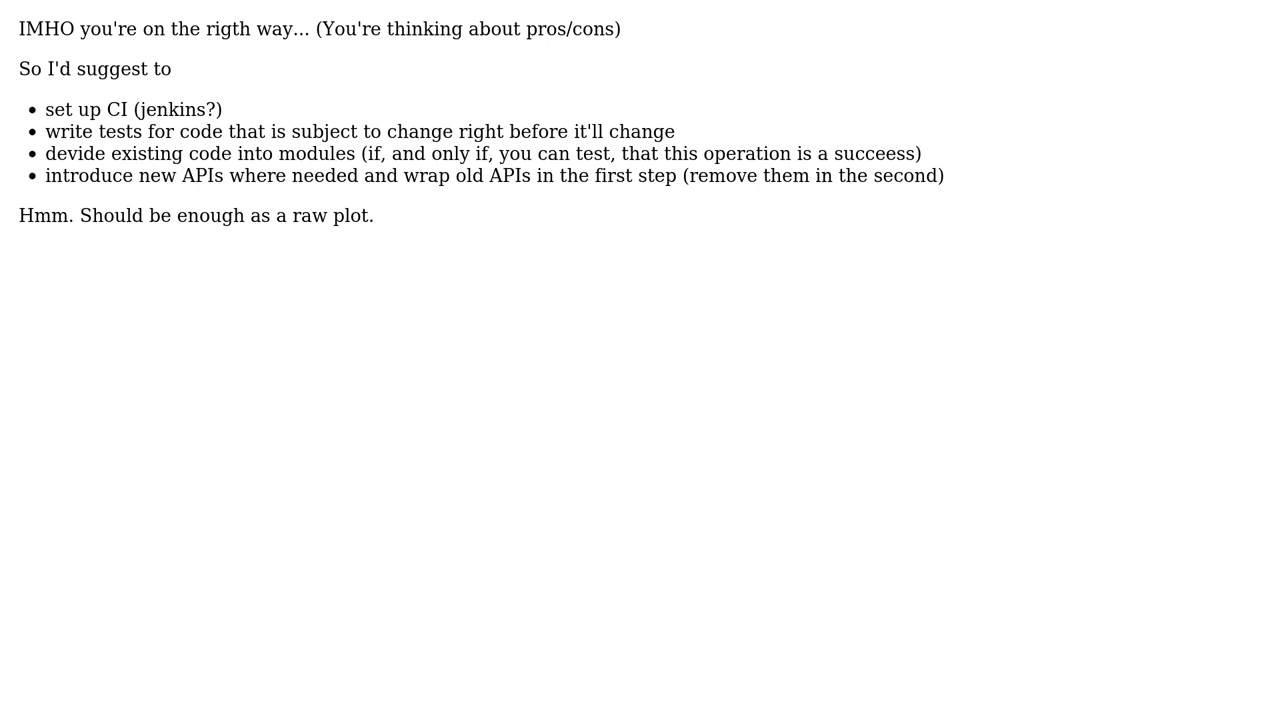 IMHO you're on the rigth way... (You're thinking about pros/cons)
So I'd suggest to
• set up CI (jenkins?)
• write tests for code that is subject to change right before it'll change
• devide existing code into modules (if, and only if, you can test, that this operation is a succeess)
• introduce new APIs where needed and wrap old APIs in the first step (remove them in the second)
Hmm. Should be enough as a raw plot.